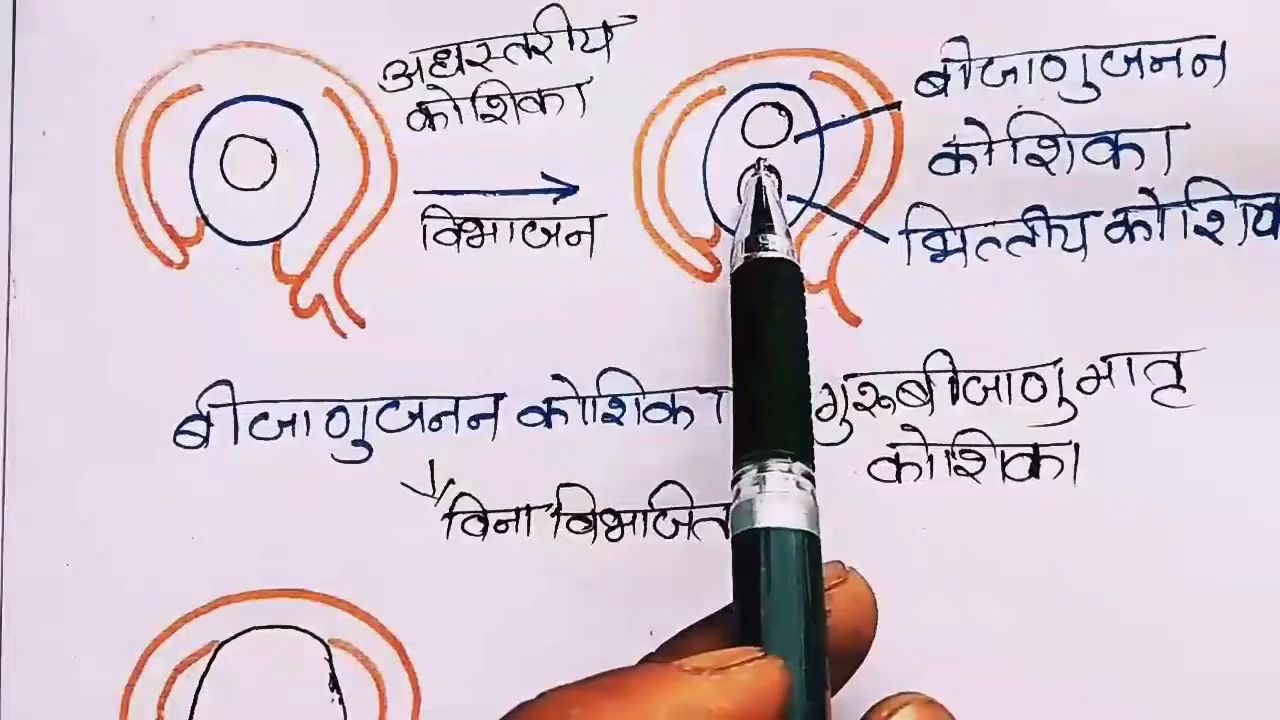 अधस्तरीय
कोशिका
विभाजन
बीजाणुजनन
कोशिका
भित्तीय
बीजाणुजनन कोशिका
गुरूबीजाणुमातृ
कोशिका
बिना विभाजित